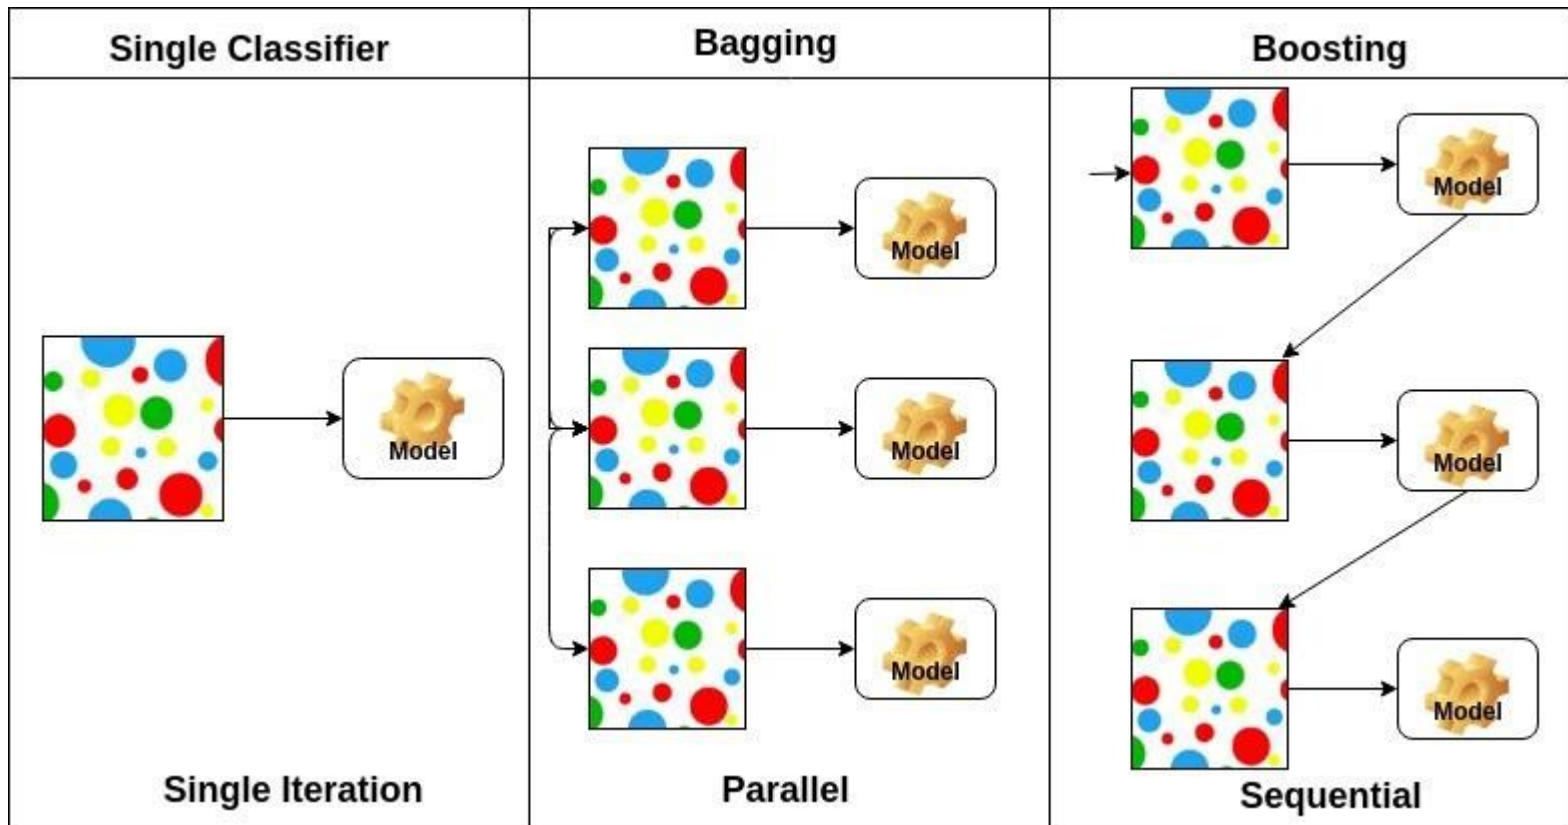 Single Classifier
Bagging
Boosting
Model
Model
Model
Model
Model
Model
Model
Single Iteration
Parallel
Sequential